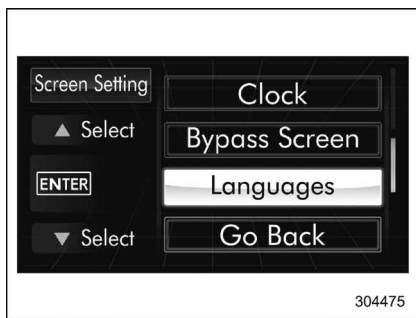 Screen Setting
▲ Select
ENTER
▼ Select
Clock
Bypass Screen
Languages
Go Back
304475